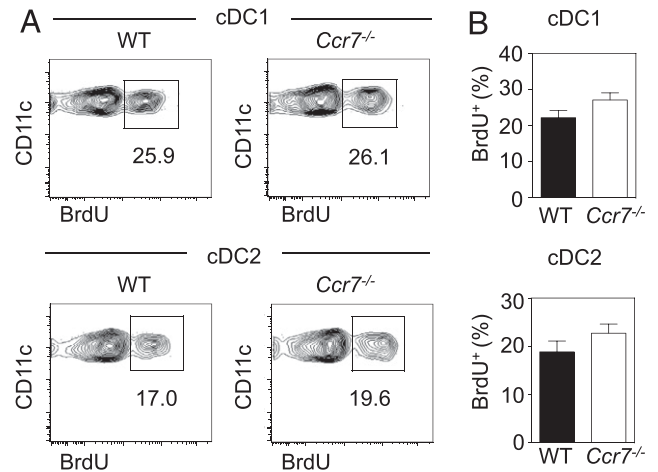 A
cDC1
WT
Ccr7-/-
CD11c
25.9
BrdU
CD11c
26.1
BrdU
cDC2
WT
Ccr7-/-
CD11c
17.0
BrdU
CD11c
19.6
BrdU
B
cDC1
BrdU+ (%)
40
30
20
10
0
WT
Ccr7-/-
cDC2
BrdU+ (%)
30
20
10
0
WT
Ccr7-/-